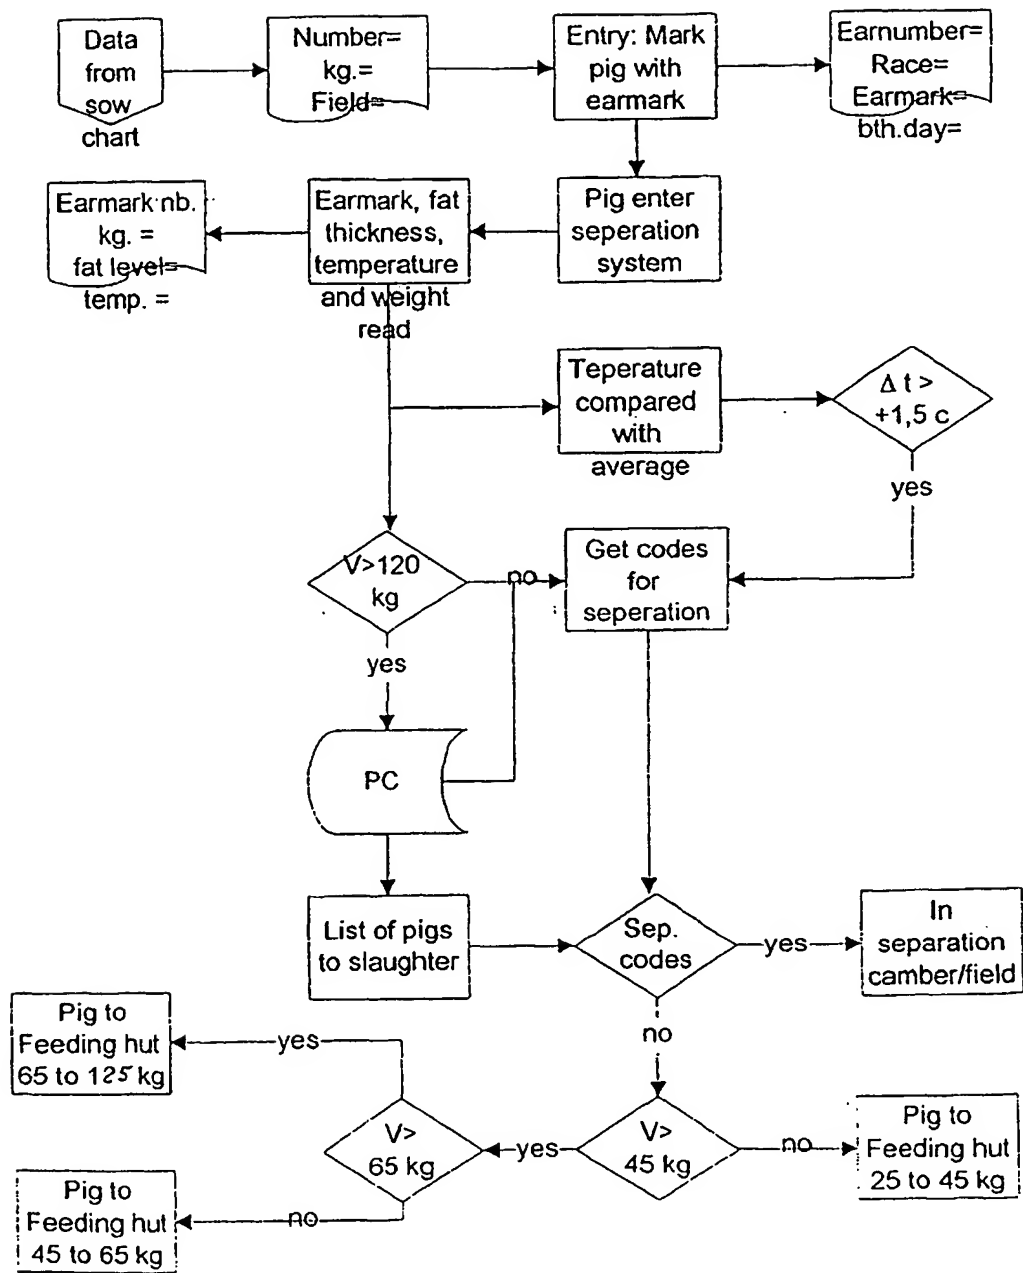 Data
from
sow
chart
Number=
kg.=
Field=
Entry: Mark
pig with
earmark
Earnumber=
Race=
Earmark=
bth.day=
Earmark nb.
kg. =
fat level=
temp. =
Earmark, fat
thickness,
temperature
and weight
read
Pig enter
seperation
system
Teperature
compared
with
average
Δ t >
+1,5 c
yes
V>120
kg
no
Get codes
for
seperation
yes
PC
List of pigs
to slaughter
Sep.
codes
yes
In
separation
camber/field
no
Pig to
Feeding hut
65 to 125 kg
yes
V>
65 kg
yes
V>
45 kg
no
Pig to
Feeding hut
25 to 45 kg
Pig to
Feeding hut
45 to 65 kg
no